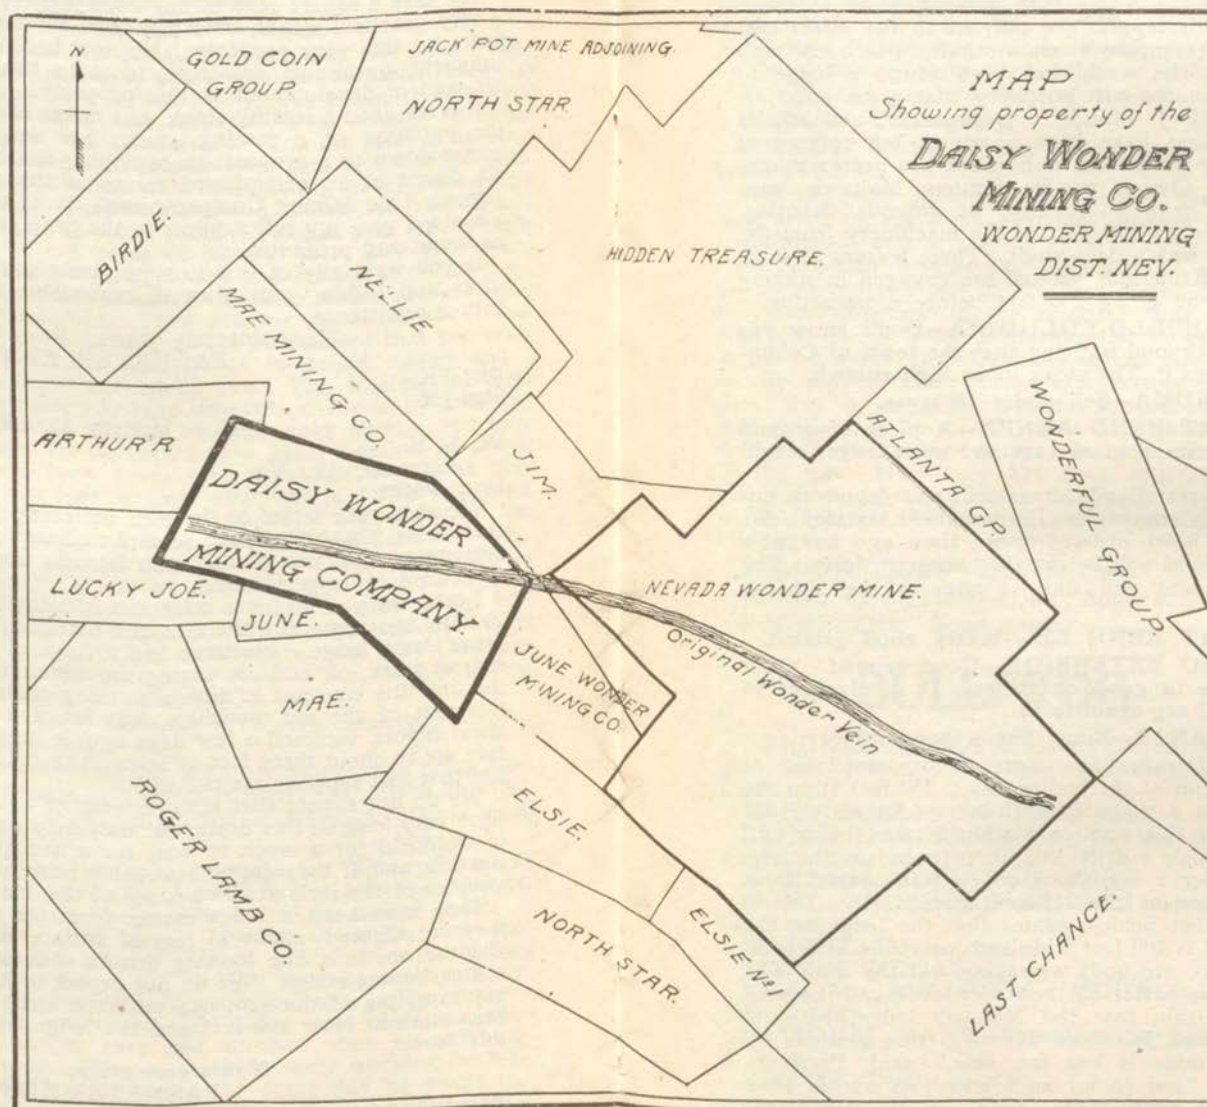 MAP
Showing property of the
DAISY WONDER
MINING CO.
WONDER MINING
DIST. NEV.
N
GOLD COIN
GROUP.
JACK POT MINE ADJOINING.
NORTH STAR
BIRDIE.
NELLIE
MAE MINING CO.
HIDDEN TREASURE.
ARTHUR'R
JIM.
ATLANTA GP.
WONDERFUL GROUP
DAISY WONDER
MINING COMPANY.
LUCKY JOE.
JUNE.
NEVADA WONDER MINE.
Original Wonder Vein
JUNE WONDER
MINING CO.
MAE.
ELSIE.
ROGER LAMB CO.
NORTH STAR.
ELSIE No 1
LAST CHANCE.